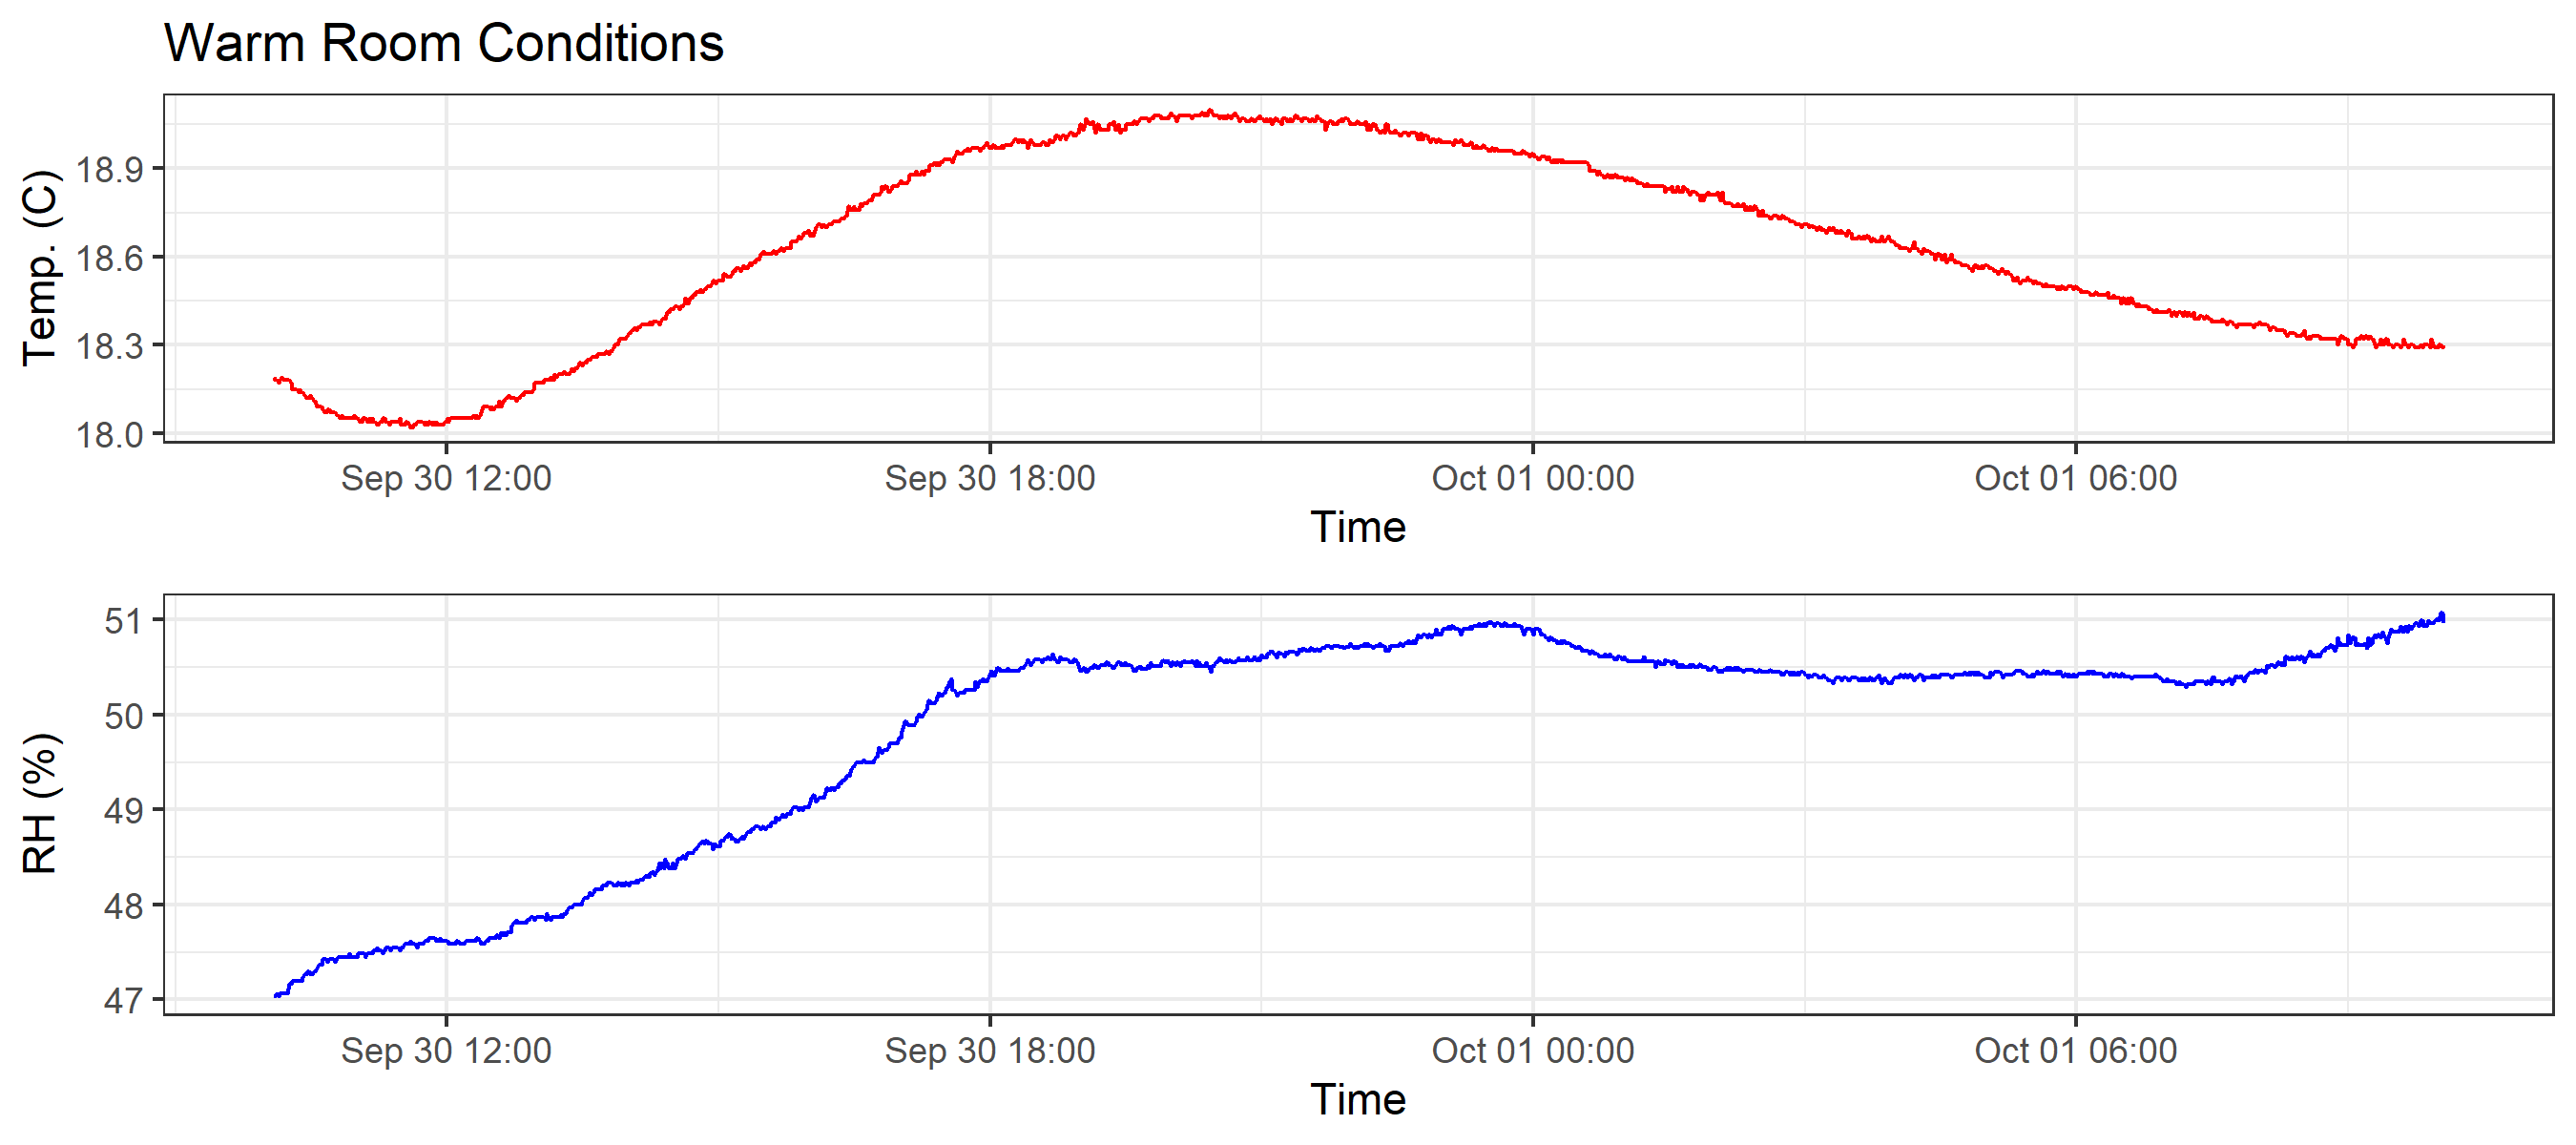 Warm Room Conditions
Temp. (C)
18.9
18.6
18.3
18.0
Sep 30 12:00 Sep 30 18:00 Oct 01 00:00 Oct 01 06:00
Time
RH (%)
51
50
49
48
47
Sep 30 12:00 Sep 30 18:00 Oct 01 00:00 Oct 01 06:00
Time